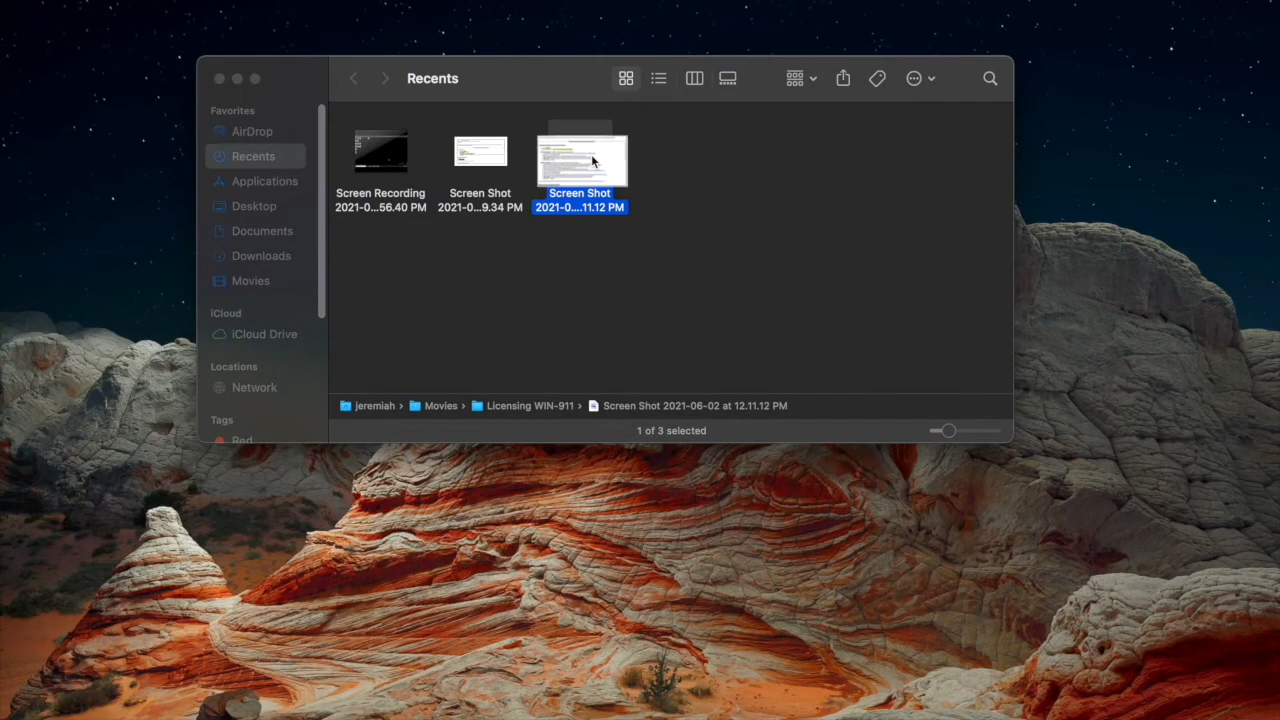 Recents
Favorites
AirDrop
Recents
Applications
Desktop
Documents
Downloads
Movies
iCloud
iCloud Drive
Locations
Network
Tags
Red
Screen Recording
2021-0...56.40 PM
Screen Shot
2021-0...9.34 PM
Screen Shot
2021-0....11.12 PM
jeremiah › Movies › Licensing WIN-911 › Screen Shot 2021-06-02 at 12.11.12 PM
1 of 3 selected